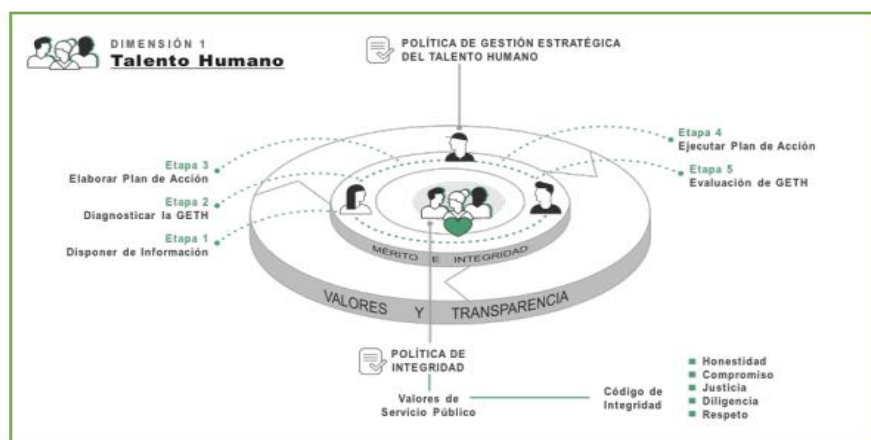 DIMENSIÓN 1
Talento Humano
POLÍTICA DE GESTIÓN ESTRATÉGICA
DEL TALENTO HUMANO
Etapa 4
Ejecutar Plan de Acción
Etapa 3
Elaborar Plan de Acción
Etapa 5
Evaluación de GETH
Etapa 2
Diagnosticar la GETH
Etapa 1
Disponer de Información
MÉRITO E INTEGRIDAD
VALORES Y TRANSPARENCIA
POLÍTICA DE
INTEGRIDAD
Valores de
Servicio Público
Código de
Integridad
Honestidad
Compromiso
Justicia
Diligencia
Respeto